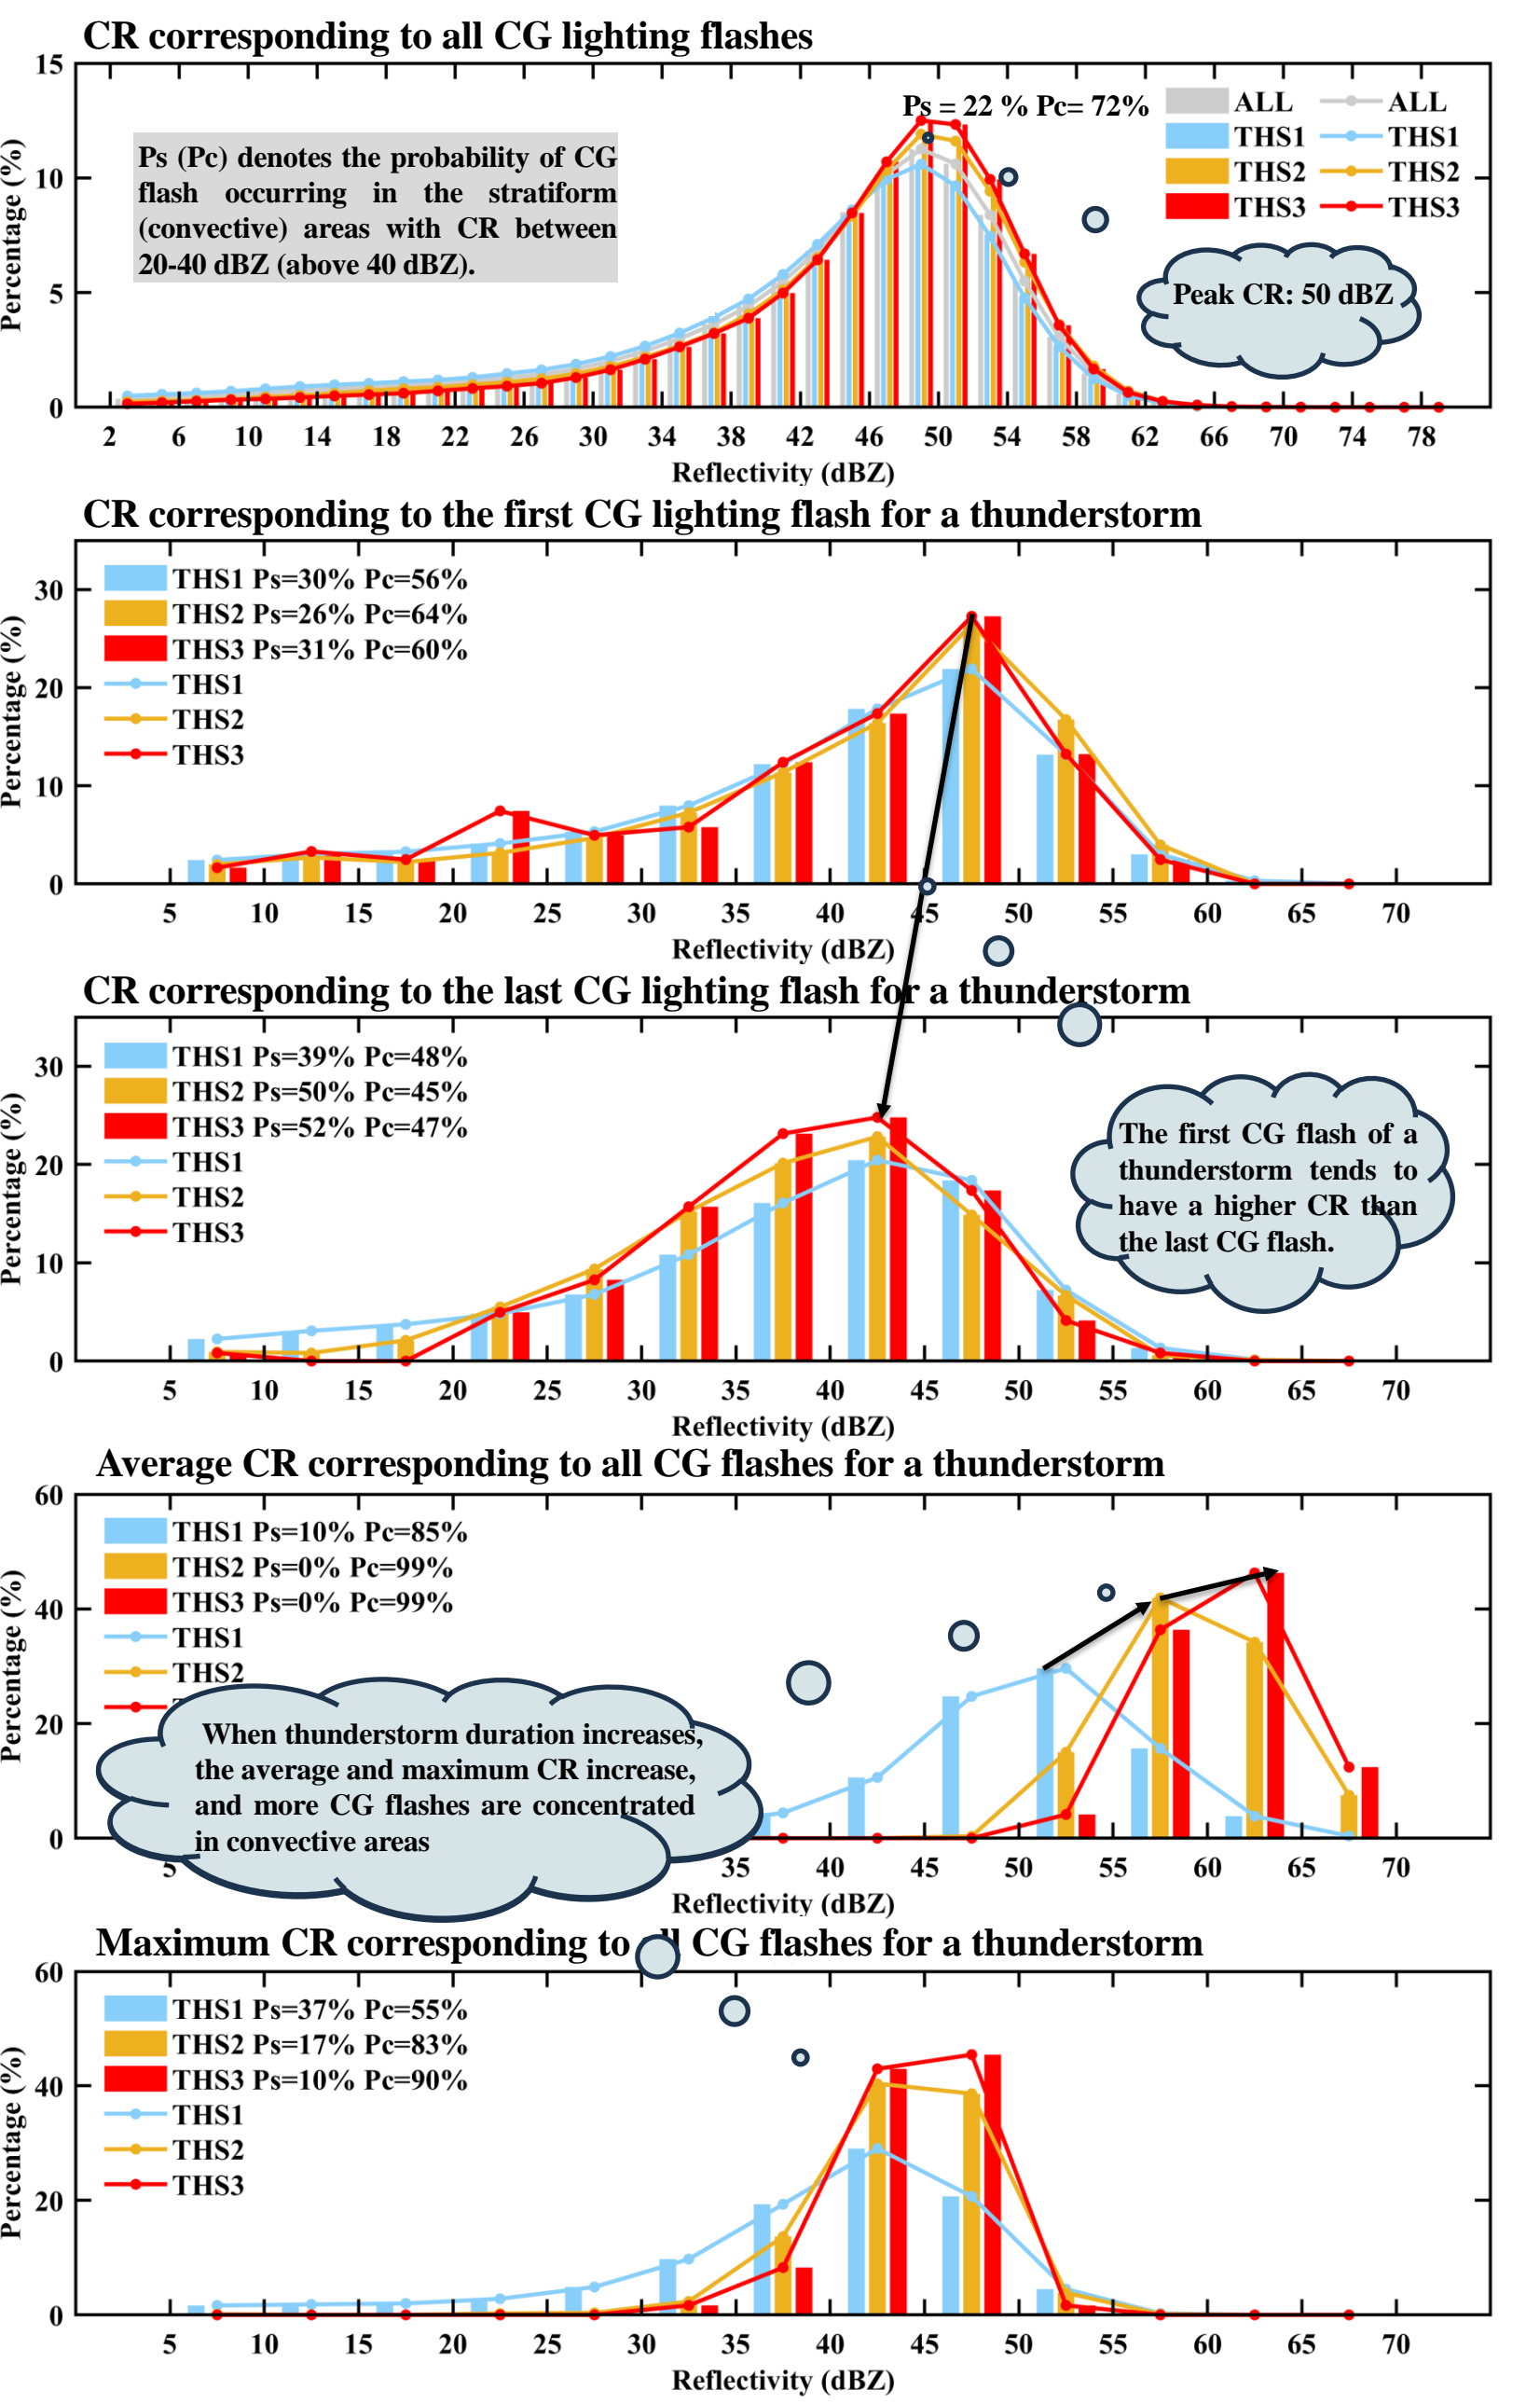 CR corresponding to all CG lighting flashes
15
10
5
0
Percentage (%)
Ps (Pc) denotes the probability of CG
flash occurring in the stratiform
(convective) areas with CR between
20-40 dBZ (above 40 dBZ).
Ps = 22 % Pc= 72%
ALL ALL
THS1 THS1
THS2 THS2
THS3 THS3
Peak CR: 50 dBZ
2 6 10 14 18 22 26 30 34 38 42 46 50 54 58 62 66 70 74 78
Reflectivity (dBZ)
CR corresponding to the first CG lighting flash for a thunderstorm
30
20
10
0
Percentage (%)
THS1 Ps=30% Pc=56%
THS2 Ps=26% Pc=64%
THS3 Ps=31% Pc=60%
THS1
THS2
THS3
5 10 15 20 25 30 35 40 45 50 55 60 65 70
Reflectivity (dBZ)
CR corresponding to the last CG lighting flash for a thunderstorm
30
20
10
0
Percentage (%)
THS1 Ps=39% Pc=48%
THS2 Ps=50% Pc=45%
THS3 Ps=52% Pc=47%
THS1
THS2
THS3
The first CG flash of a
thunderstorm tends to
have a higher CR than
the last CG flash.
5 10 15 20 25 30 35 40 45 50 55 60 65 70
Reflectivity (dBZ)
Average CR corresponding to all CG flashes for a thunderstorm
60
40
20
0
Percentage (%)
THS1 Ps=10% Pc=85%
THS2 Ps=0% Pc=99%
THS3 Ps=0% Pc=99%
THS1
THS2
When thunderstorm duration increases,
the average and maximum CR increase,
and more CG flashes are concentrated
in convective areas
5 35 40 45 50 55 60 65 70
Reflectivity (dBZ)
Maximum CR corresponding to all CG flashes for a thunderstorm
60
40
20
0
Percentage (%)
THS1 Ps=37% Pc=55%
THS2 Ps=17% Pc=83%
THS3 Ps=10% Pc=90%
THS1
THS2
THS3
5 10 15 20 25 30 35 40 45 50 55 60 65 70
Reflectivity (dBZ)